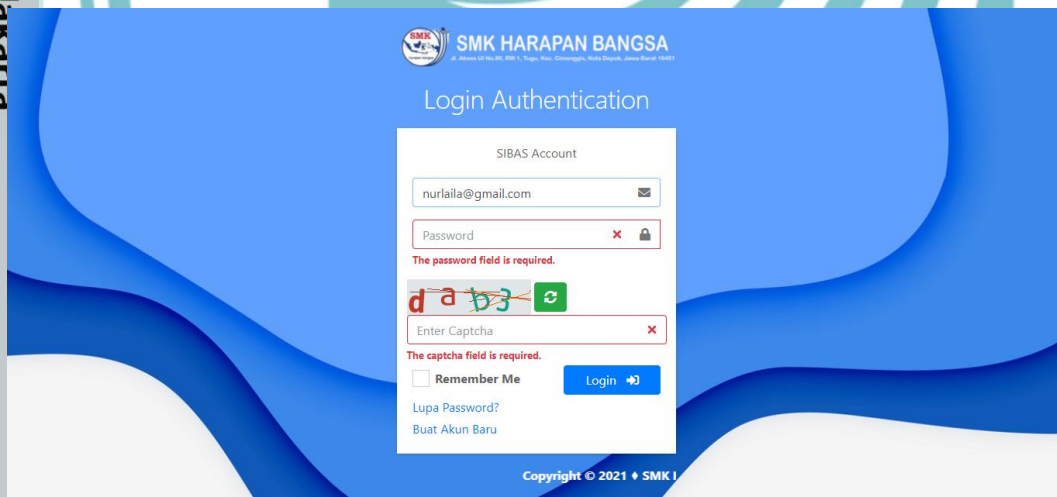 SMK HARAPAN BANGSA
Login Authentication
SIBAS Account
nurlaila@gmail.com
Password
The password field is required.
d a b 3
Enter Captcha
The captcha field is required.
Remember Me
Login
Lupa Password?
Buat Akun Baru
Copyright © 2021 ♦ SMK